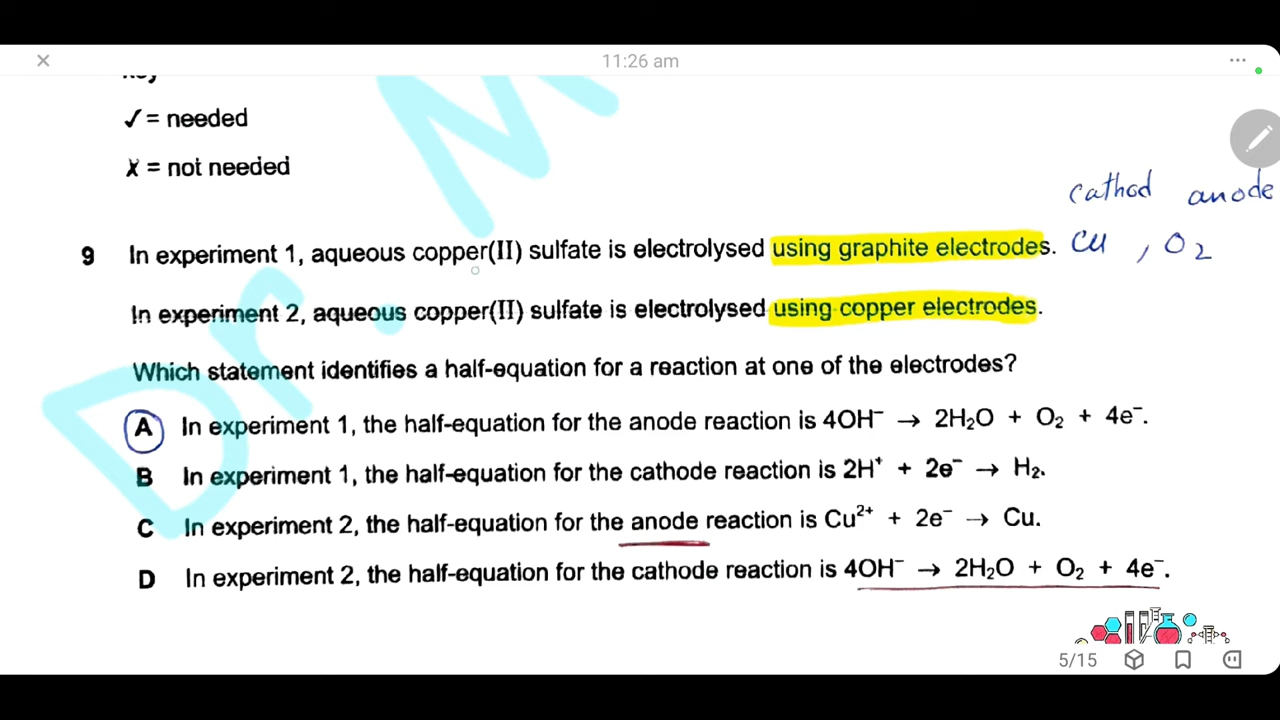 11:26 am
Key
✓ = needed
✗ = not needed
cathod anode
9 In experiment 1, aqueous copper(II) sulfate is electrolysed using graphite electrodes. Cu , O₂
In experiment 2, aqueous copper(II) sulfate is electrolysed using copper electrodes.
Which statement identifies a half-equation for a reaction at one of the electrodes?
A In experiment 1, the half-equation for the anode reaction is 4OH⁻ → 2H₂O + O₂ + 4e⁻.
B In experiment 1, the half-equation for the cathode reaction is 2H⁺ + 2e⁻ → H₂.
C In experiment 2, the half-equation for the anode reaction is Cu²⁺ + 2e⁻ → Cu.
D In experiment 2, the half-equation for the cathode reaction is 4OH⁻ → 2H₂O + O₂ + 4e⁻.
Dr. M
5/15